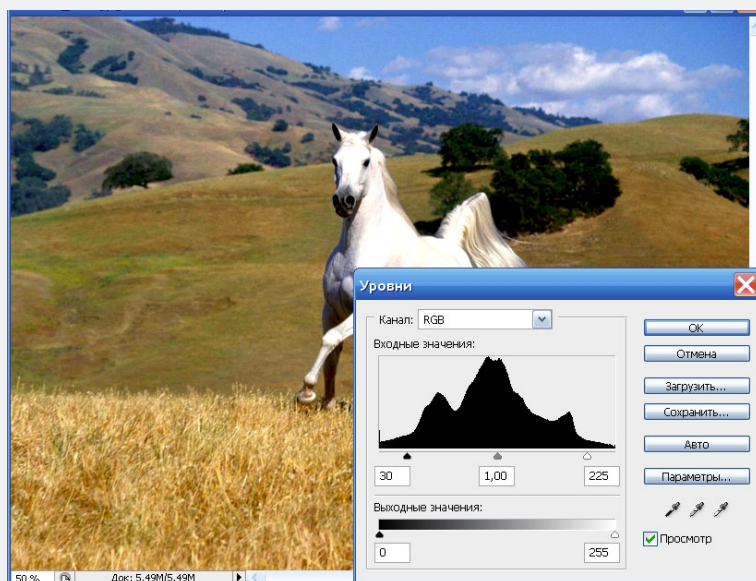 Уровни
Канал: RGB
Входные значения:
30 1,00 225
Выходные значения:
0 255
OK
Отмена
Загрузить...
Сохранить...
Авто
Параметры...
Просмотр
50 % Док: 5.49M/5.49M